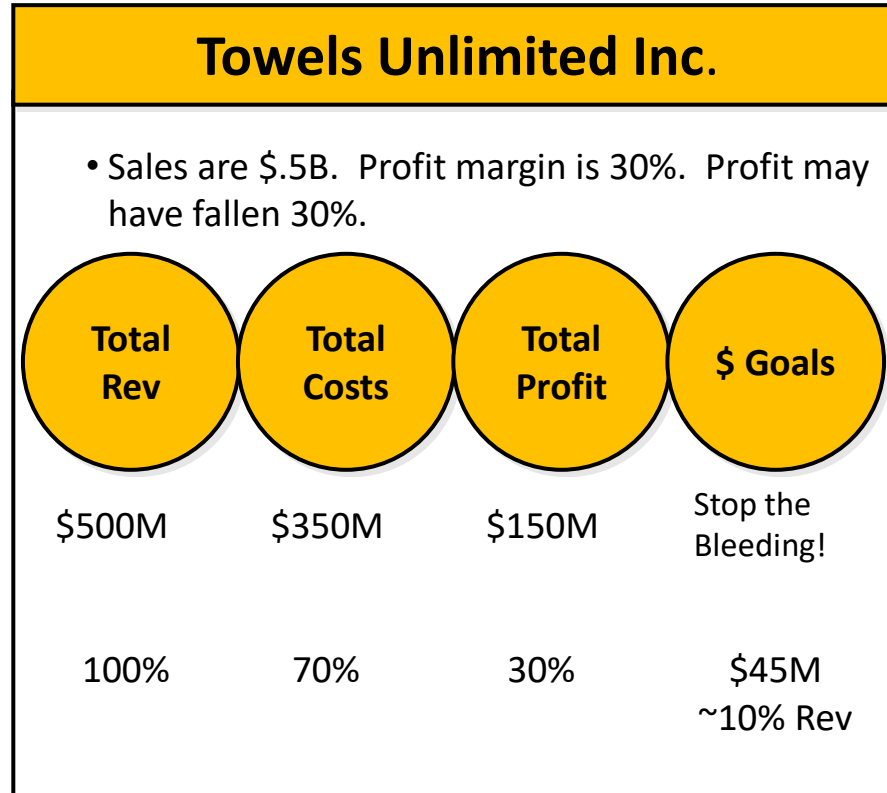 Towels Unlimited Inc.
• Sales are $.5B. Profit margin is 30%. Profit may
have fallen 30%.
Total
Rev
Total
Costs
Total
Profit
$ Goals
$500M
$350M
$150M
Stop the
Bleeding!
100%
70%
30%
$45M
~10% Rev